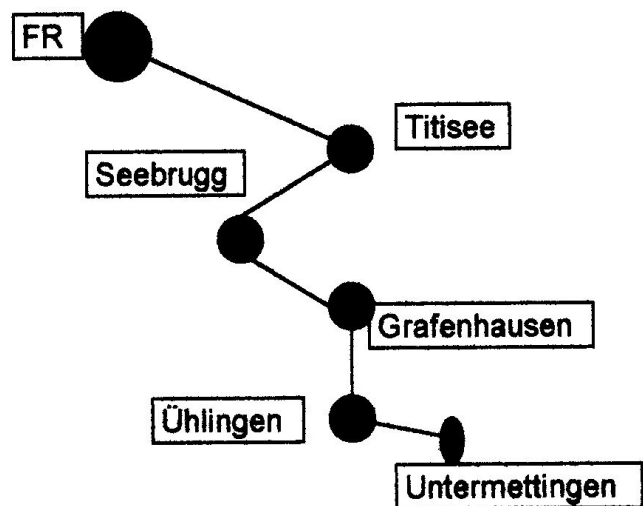 FR
Titisee
Seebrugg
Grafenhausen
Ühlingen
Untermettingen